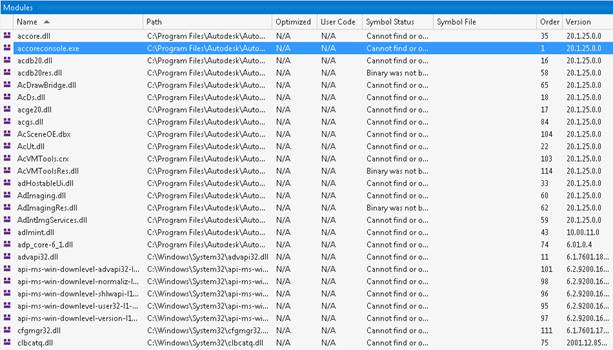 Modules
Name Path Optimized User Code Symbol Status Symbol File Order Version
accore.dll C:\Program Files\Autodesk\Auto... N/A N/A Cannot find or o... 35 20.1.25.0.0
accoreconsole.exe C:\Program Files\Autodesk\Auto... N/A N/A Cannot find or o... 1 20.1.25.0.0
acdb20.dll C:\Program Files\Autodesk\Auto... N/A N/A Cannot find or o... 16 20.1.25.0.0
acdb20res.dll C:\Program Files\Autodesk\Auto... N/A N/A Binary was not b... 58 20.1.25.0.0
AcDrawBridge.dll C:\Program Files\Autodesk\Auto... N/A N/A Cannot find or o... 65 20.1.25.0.0
AcDs.dll C:\Program Files\Autodesk\Auto... N/A N/A Cannot find or o... 18 20.1.25.0.0
acge20.dll C:\Program Files\Autodesk\Auto... N/A N/A Cannot find or o... 17 20.1.25.0.0
acgs.dll C:\Program Files\Autodesk\Auto... N/A N/A Cannot find or o... 84 20.1.25.0.0
AcSceneOE.dbx C:\Program Files\Autodesk\Auto... N/A N/A Cannot find or o... 104 20.1.25.0.0
AcUt.dll C:\Program Files\Autodesk\Auto... N/A N/A Cannot find or o... 22 20.1.25.0.0
AcVMTools.crx C:\Program Files\Autodesk\Auto... N/A N/A Cannot find or o... 103 20.1.25.0.0
AcVMToolsRes.dll C:\Program Files\Autodesk\Auto... N/A N/A Binary was not b... 114 20.1.25.0.0
adHostableUi.dll C:\Program Files\Autodesk\Auto... N/A N/A Cannot find or o... 33 20.1.25.0.0
AdImaging.dll C:\Program Files\Autodesk\Auto... N/A N/A Cannot find or o... 60 20.1.25.0.0
AdImagingRes.dll C:\Program Files\Autodesk\Auto... N/A N/A Binary was not b... 62 20.1.25.0.0
AdIntImgServices.dll C:\Program Files\Autodesk\Auto... N/A N/A Cannot find or o... 59 20.1.25.0.0
adlmint.dll C:\Program Files\Autodesk\Auto... N/A N/A Cannot find or o... 43 10.00.11.0
adp_core-6_1.dll C:\Program Files\Autodesk\Auto... N/A N/A Cannot find or o... 34 6.01.0.4
advapi32.dll C:\Windows\System32\advapi32.dll N/A N/A Cannot find or o... 11 6.1.7601.18...
api-ms-win-downlevel-advapi32-l... C:\Windows\System32\api-ms-wi... N/A N/A Cannot find or o... 101 6.2.9200.16...
api-ms-win-downlevel-normaliz-l... C:\Windows\System32\api-ms-wi... N/A N/A Cannot find or o... 98 6.2.9200.16...
api-ms-win-downlevel-shlwapi-l1... C:\Windows\System32\api-ms-wi... N/A N/A Cannot find or o... 96 6.2.9200.16...
api-ms-win-downlevel-user32-l1-... C:\Windows\System32\api-ms-wi... N/A N/A Cannot find or o... 95 6.2.9200.16...
api-ms-win-downlevel-version-l1... C:\Windows\System32\api-ms-wi... N/A N/A Cannot find or o... 97 6.2.9200.16...
cfgmgr32.dll C:\Windows\System32\cfgmgr32.... N/A N/A Cannot find or o... 111 6.1.7601.17...
clbcatq.dll C:\Windows\System32\clbcatq.dll N/A N/A Cannot find or o... 75 2001.12.85...